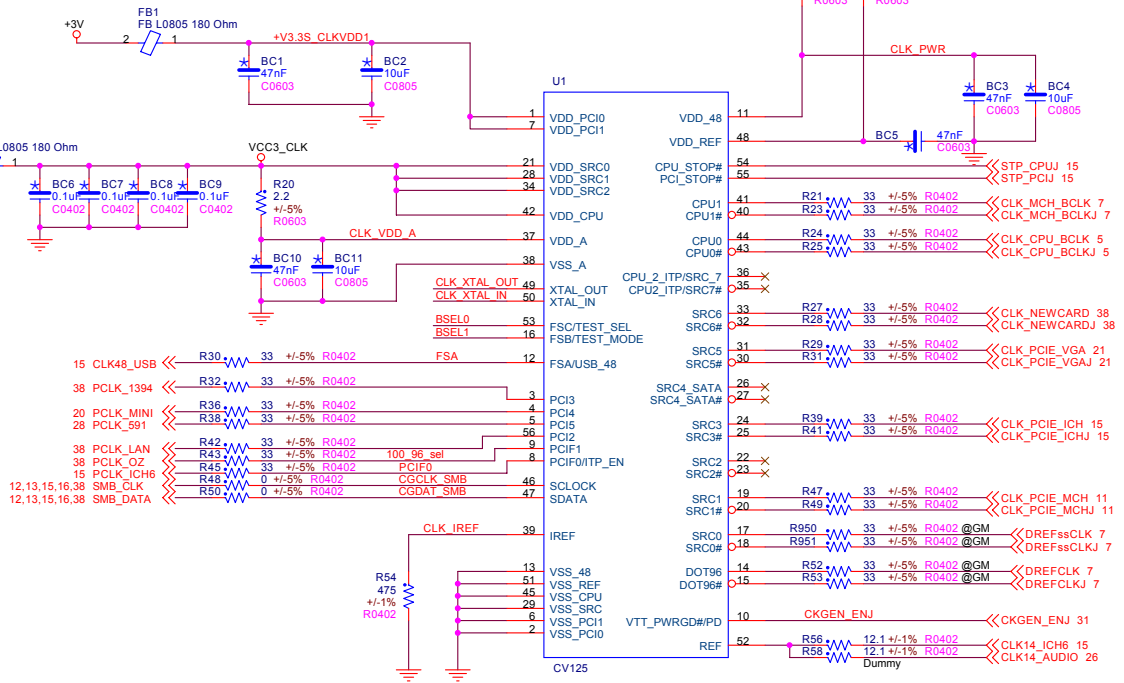 R0603 R0603
FB1
FB L0805 180 Ohm
+3V
2 1
+V3.3S_CLKVDD1
CLK_PWR
BC1
47nF
C0603
BC2
10uF
C0805
BC3
47nF
C0603
BC4
10uF
C0805
U1
1 VDD_PCI0
7 VDD_PCI1
VDD_48 11
VDD_REF 48
BC5 47nF
C0603
L0805 180 Ohm
1
VCC3_CLK
BC6
0.1uF
C0402
BC7
0.1uF
C0402
BC8
0.1uF
C0402
BC9
0.1uF
C0402
R20
2.2
+/-5%
R0603
21 VDD_SRC0
28 VDD_SRC1
34 VDD_SRC2
42 VDD_CPU
CLK_VDD_A 37 VDD_A
38 VSS_A
BC10
47nF
C0603
BC11
10uF
C0805
CLK_XTAL_OUT 49 XTAL_OUT
CLK_XTAL_IN 50 XTAL_IN
BSEL0 53 FSC/TEST_SEL
BSEL1 16 FSB/TEST_MODE
15 CLK48_USB R30 33 +/-5% R0402 FSA 12 FSA/USB_48
38 PCLK_1394 R32 33 +/-5% R0402 3 PCI3
20 PCLK_MINI R36 33 +/-5% R0402 4 PCI4
28 PCLK_591 R38 33 +/-5% R0402 5 PCI5
38 PCLK_LAN R42 33 +/-5% R0402 56 PCI2
38 PCLK_OZ R43 33 +/-5% R0402 100_96_sel 9 PCIF1
15 PCLK_ICH6 R45 33 +/-5% R0402 PCIF0 8 PCIF0/ITP_EN
12,13,15,16,38 SMB_CLK R48 0 +/-5% R0402 CGCLK_SMB 46 SCLOCK
12,13,15,16,38 SMB_DATA R50 0 +/-5% R0402 CGDAT_SMB 47 SDATA
CLK_IREF 39 IREF
R54
475
+/-1%
R0402
13 VSS_48
51 VSS_REF
45 VSS_CPU
29 VSS_SRC
6 VSS_PCI1
2 VSS_PCI0
CPU_STOP# 54 STP_CPUJ 15
PCI_STOP# 55 STP_PCIJ 15
CPU1 41 R21 33 +/-5% R0402 CLK_MCH_BCLK 7
CPU1# 40 R23 33 +/-5% R0402 CLK_MCH_BCLKJ 7
CPU0 44 R24 33 +/-5% R0402 CLK_CPU_BCLK 5
CPU0# 43 R25 33 +/-5% R0402 CLK_CPU_BCLKJ 5
CPU_2_ITP/SRC_7 36
CPU2_ITP/SRC7# 35
SRC6 33 R27 33 +/-5% R0402 CLK_NEWCARD 38
SRC6# 32 R28 33 +/-5% R0402 CLK_NEWCARDJ 38
SRC5 31 R29 33 +/-5% R0402 CLK_PCIE_VGA 21
SRC5# 30 R31 33 +/-5% R0402 CLK_PCIE_VGAJ 21
SRC4_SATA 26
SRC4_SATA# 27
SRC3 24 R39 33 +/-5% R0402 CLK_PCIE_ICH 15
SRC3# 25 R41 33 +/-5% R0402 CLK_PCIE_ICHJ 15
SRC2 22
SRC2# 23
SRC1 19 R47 33 +/-5% R0402 CLK_PCIE_MCH 11
SRC1# 20 R49 33 +/-5% R0402 CLK_PCIE_MCHJ 11
SRC0 17 R950 33 +/-5% R0402 @GM DREFssCLK 7
SRC0# 18 R951 33 +/-5% R0402 @GM DREFssCLKJ 7
DOT96 14 R52 33 +/-5% R0402 @GM DREFCLK 7
DOT96# 15 R53 33 +/-5% R0402 @GM DREFCLKJ 7
VTT_PWRGD#/PD 10 CKGEN_ENJ CKGEN_ENJ 31
REF 52 R56 12.1 +/-1% R0402 CLK14_ICH6 15
R58 12.1 +/-1% R0402 CLK14_AUDIO 26
Dummy
CV125